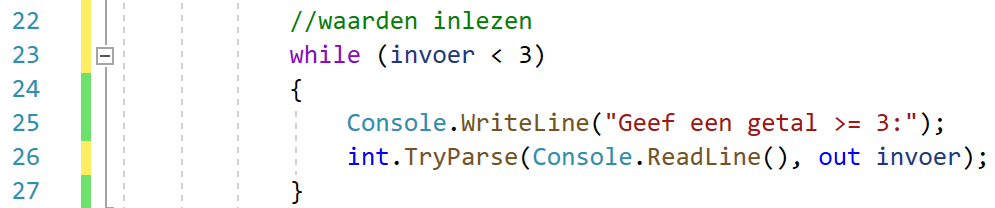 22 //waarden inlezen
23 while (invoer < 3)
24 {
25 Console.WriteLine("Geef een getal >= 3:");
26 int.TryParse(Console.ReadLine(), out invoer);
27 }